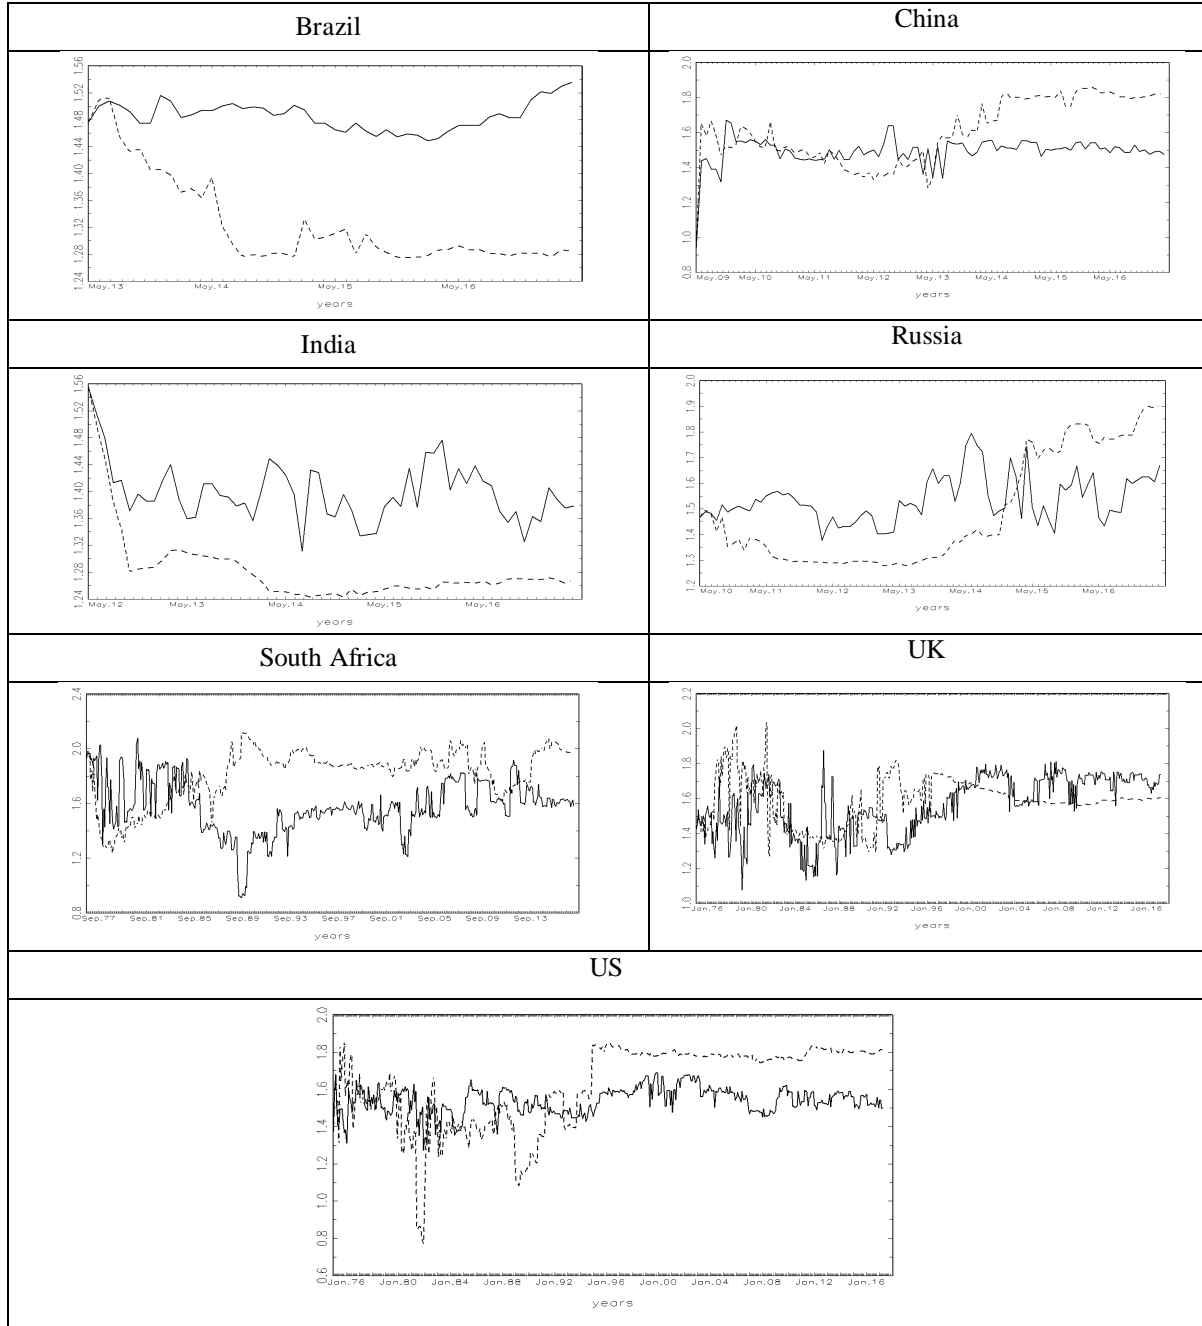 Brazil
China
1.56
1.52
1.48
1.44
1.40
1.36
1.32
1.28
1.24
May.13 May.14 May.15 May.16
years
2.0
1.8
1.6
1.4
1.2
1.0
0.8
May.09 May.10 May.11 May.12 May.13 May.14 May.15 May.16
years
India
Russia
1.56
1.52
1.48
1.44
1.40
1.36
1.32
1.28
1.24
May.12 May.13 May.14 May.15 May.16
years
2.0
1.9
1.8
1.7
1.6
1.5
1.4
1.3
1.2
May.10 May.11 May.12 May.13 May.14 May.15 May.16
years
South Africa
UK
2.4
2.0
1.6
1.2
0.8
Sep.77 Sep.81 Sep.85 Sep.89 Sep.93 Sep.97 Sep.01 Sep.05 Sep.09 Sep.13
years
2.2
2.0
1.8
1.6
1.4
1.2
1.0
Jan.76 Jan.80 Jan.84 Jan.88 Jan.92 Jan.96 Jan.00 Jan.04 Jan.08 Jan.12 Jan.16
years
US
2.0
1.8
1.6
1.4
1.2
1.0
0.8
0.6
Jan.76 Jan.80 Jan.84 Jan.88 Jan.92 Jan.96 Jan.00 Jan.04 Jan.08 Jan.12 Jan.16
years